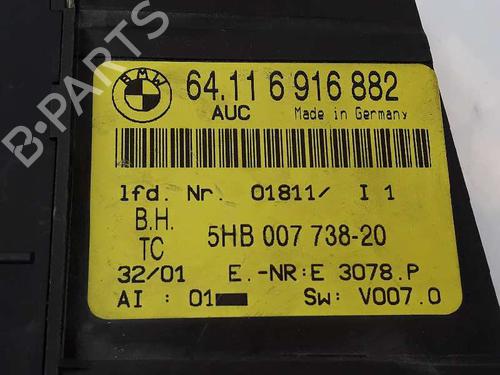 BMW
64.11 6 916 882
AUC Made in Germany
lfd. Nr. 01811/ I 1
B.H.
TC 5HB 007 738-20
32/01 E.-NR:E 3078.P
AI : 01 Sw: V007.0
B-PARTS